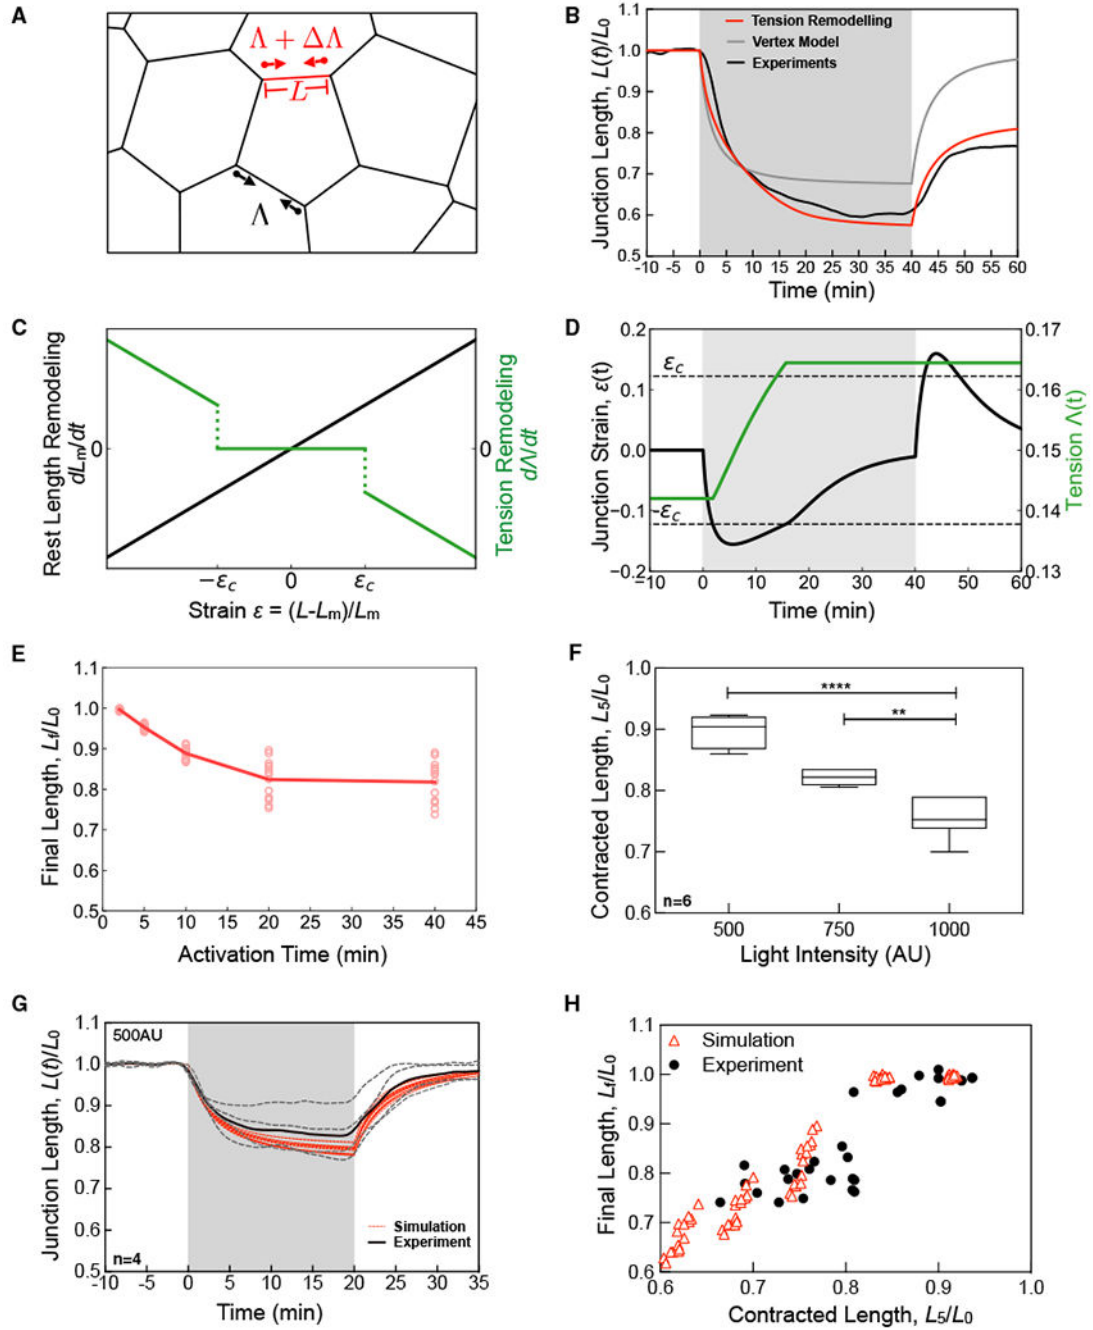 A
Λ + ΔΛ
L
Λ
B
Junction Length, L(t)/L0
1.1
1.0
0.9
0.8
0.7
0.6
0.5
Tension Remodelling
Vertex Model
Experiments
-10 -5 0 5 10 15 20 25 30 35 40 45 50 55 60
Time (min)
C
Rest Length Remodeling
dLm/dt
0
0
Tension Remodeling
dΛ/dt
−εc 0 εc
Strain ε = (L-Lm)/Lm
D
Junction Strain, ε(t)
0.2
0.1
0.0
−0.1
−0.2
εc
-εc
0.17
0.16
0.15
0.14
0.13
Tension Λ(t)
−10 0 10 20 30 40 50 60
Time (min)
E
Final Length, Lf/L0
1.1
1.0
0.9
0.8
0.7
0.6
0.5
0 5 10 15 20 25 30 35 40 45
Activation Time (min)
F
Contracted Length, L5/L0
1.0
0.9
0.8
0.7
0.6
****
**
n=6
500 750 1000
Light Intensity (AU)
G
Junction Length, L(t)/L0
1.1
1.0
0.9
0.8
0.7
0.6
0.5
500AU
Simulation
Experiment
n=4
-10 -5 0 5 10 15 20 25 30 35
Time (min)
H
Final Length, Lf/L0
1.1
1.0
0.9
0.8
0.7
0.6
Simulation
Experiment
0.6 0.7 0.8 0.9 1.0
Contracted Length, L5/L0